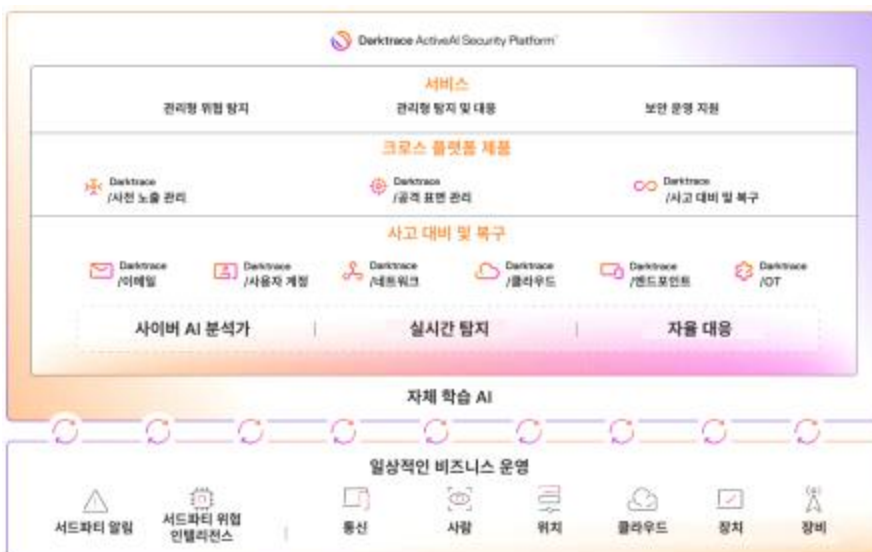 Darktrace ActiveAI Security Platform™
서비스
관리형 위협 탐지 관리형 탐지 및 대응 보안 운영 지원
크로스 플랫폼 제품
Darktrace Darktrace Darktrace
/사전 노출 관리 /공격 표면 관리 /사고 대비 및 복구
사고 대비 및 복구
Darktrace Darktrace Darktrace Darktrace Darktrace Darktrace
/이메일 /사용자 계정 /네트워크 /클라우드 /엔드포인트 /OT
사이버 AI 분석가 | 실시간 탐지 | 자율 대응
자체 학습 AI
일상적인 비즈니스 운영
서드파티 알림 서드파티 위협 통신 사람 위치 클라우드 장치 장비
인텔리전스